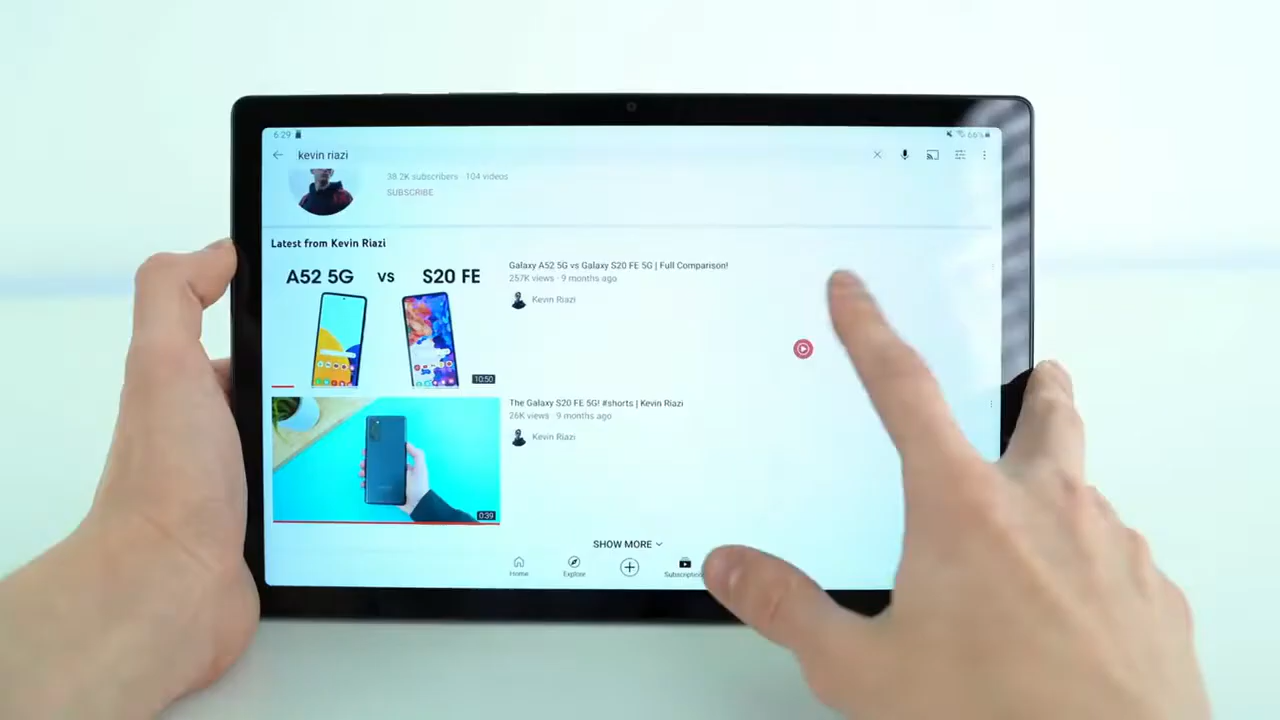 6:29
66%
kevin riazi
38.2K subscribers · 104 videos
SUBSCRIBE
Latest from Kevin Riazi
A52 5G VS S20 FE
10:50
Galaxy A52 5G vs Galaxy S20 FE 5G | Full Comparison!
257K views · 9 months ago
Kevin Riazi
0:39
The Galaxy S20 FE 5G! #shorts | Kevin Riazi
26K views · 9 months ago
Kevin Riazi
SHOW MORE
Home Explore Subscription